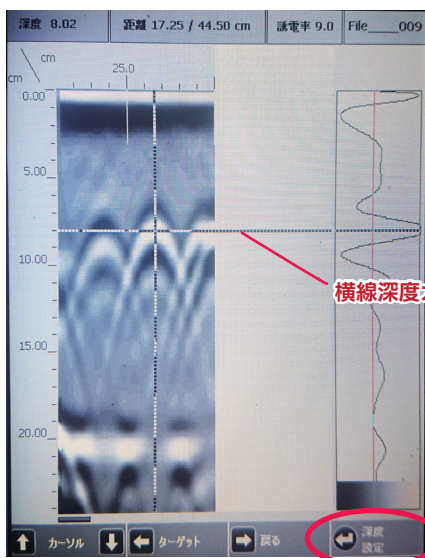 深度 8.02
距離 17.25 / 44.50 cm
誘電率 9.0
File____009
cm
cm
25.0
0.00
5.00
10.00
横線深度
15.00
20.00
カーソル
ターゲット
戻る
深度
設定